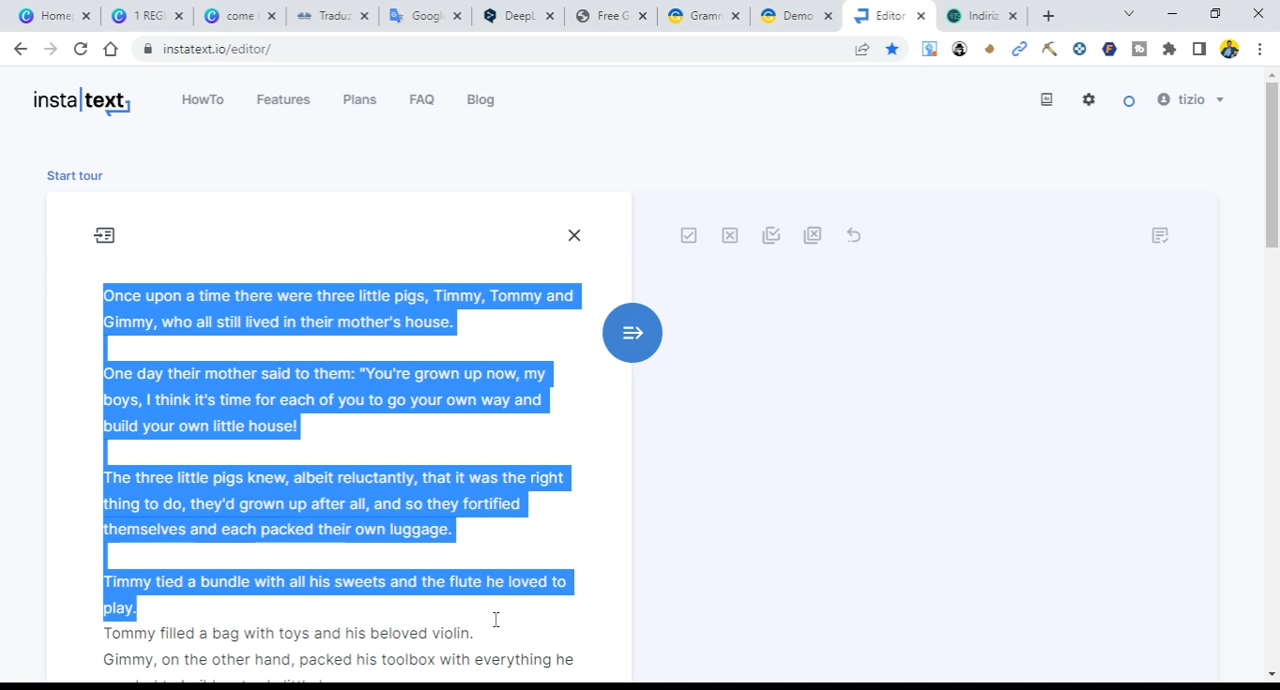 Home
1 REG
come
Traduz
Google
DeepL
Free G
Gramm
Demo
Editor
Indiriz
instatext.io/editor/
insta|text
HowTo
Features
Plans
FAQ
Blog
tizio
Start tour
Once upon a time there were three little pigs, Timmy, Tommy and
Gimmy, who all still lived in their mother's house.
One day their mother said to them: "You're grown up now, my
boys, I think it's time for each of you to go your own way and
build your own little house!
The three little pigs knew, albeit reluctantly, that it was the right
thing to do, they'd grown up after all, and so they fortified
themselves and each packed their own luggage.
Timmy tied a bundle with all his sweets and the flute he loved to
play.
Tommy filled a bag with toys and his beloved violin.
Gimmy, on the other hand, packed his toolbox with everything he